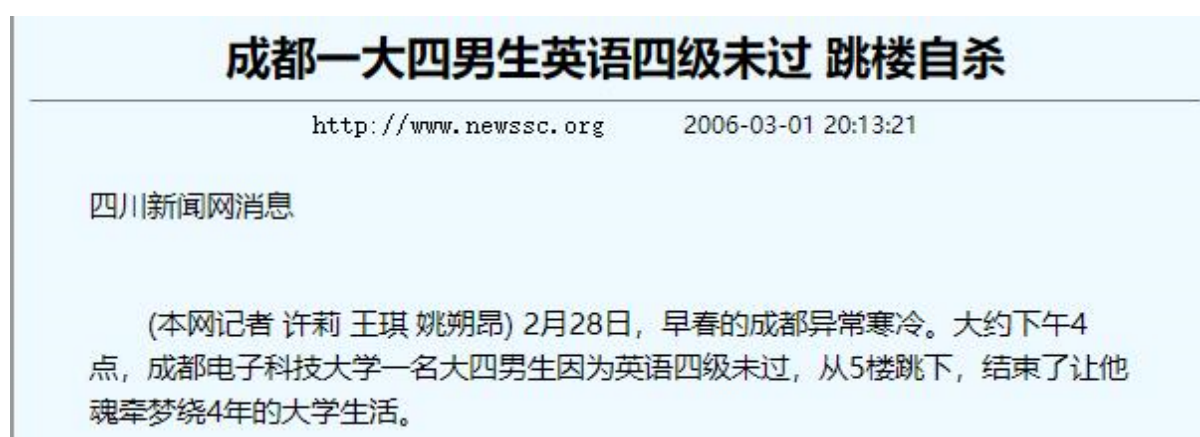 成都一大四男生英语四级未过 跳楼自杀
http://www.newssc.org 2006-03-01 20:13:21
四川新闻网消息
(本网记者 许莉 王琪 姚朔昂) 2月28日，早春的成都异常寒冷。大约下午4
点，成都电子科技大学一名大四男生因为英语四级未过，从5楼跳下，结束了让他
魂牵梦绕4年的大学生活。